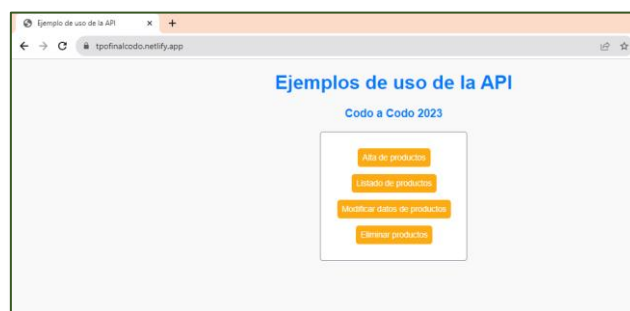 Ejemplo de uso de la API
tpofinalcodo.netlify.app
Ejemplos de uso de la API
Codo a Codo 2023
Alta de productos
Listado de productos
Modificar datos de productos
Eliminar productos